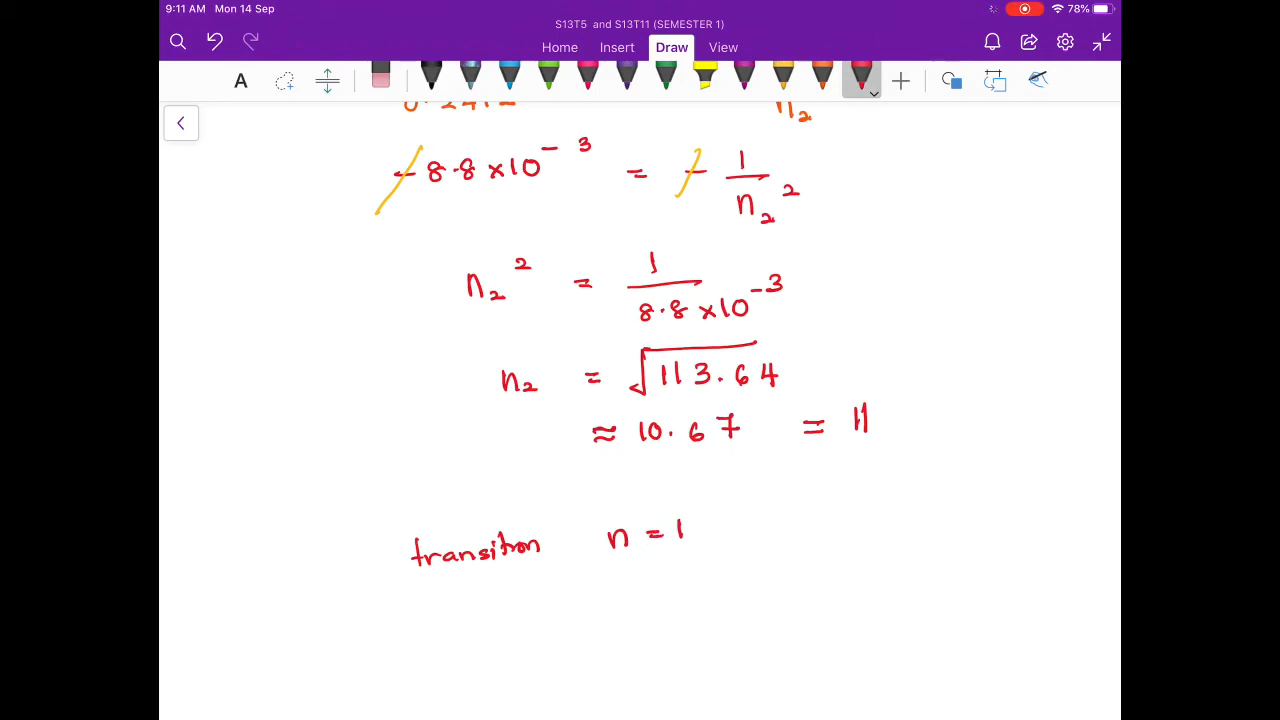 9:11 AM Mon 14 Sep 78%
S13T5 and S13T11 (SEMESTER 1)
Home Insert Draw View
A
- 8.8 ×10^-3 = - 1/n₂²
n₂² = 1/8.8 ×10^-3
n₂ = √113.64
≈ 10.67 = 11
transition n = 1